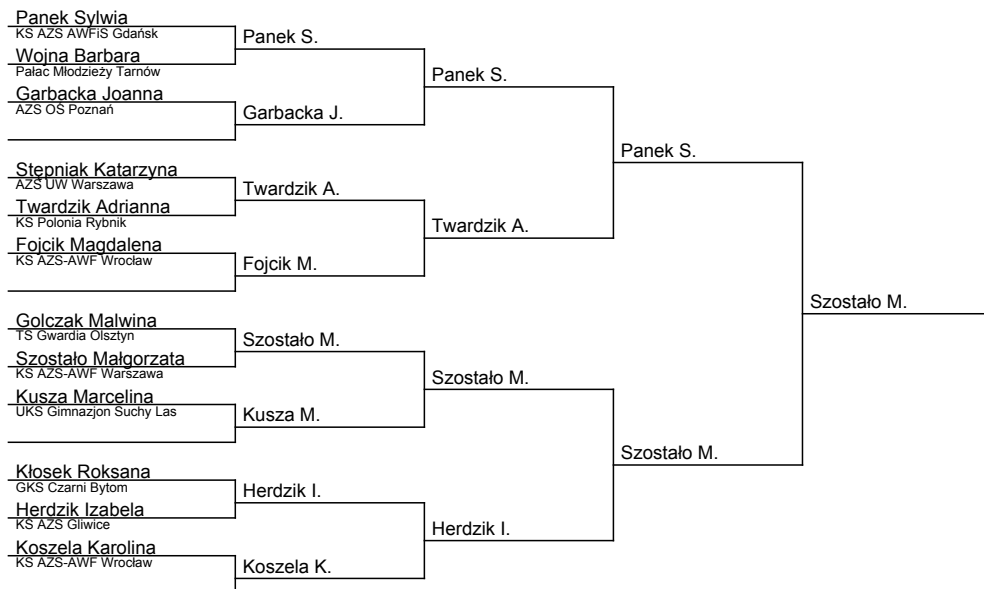 Panek Sylwia
KS AZS AWFiS Gdańsk
Wojna Barbara
Pałac Młodzieży Tarnów
Garbacka Joanna
AZS OŚ Poznań
Stępniak Katarzyna
AZS UW Warszawa
Twardzik Adrianna
KS Polonia Rybnik
Fojcik Magdalena
KS AZS-AWF Wrocław
Golczak Malwina
TS Gwardia Olsztyn
Szostało Małgorzata
KS AZS-AWF Warszawa
Kusza Marcelina
UKS Gimnazjon Suchy Las
Kłosek Roksana
GKS Czarni Bytom
Herdzik Izabela
KS AZS Gliwice
Koszela Karolina
KS AZS-AWF Wrocław
Panek S.
Garbacka J.
Twardzik A.
Fojcik M.
Szostało M.
Kusza M.
Herdzik I.
Koszela K.
Panek S.
Twardzik A.
Szostało M.
Herdzik I.
Panek S.
Szostało M.
Szostało M.